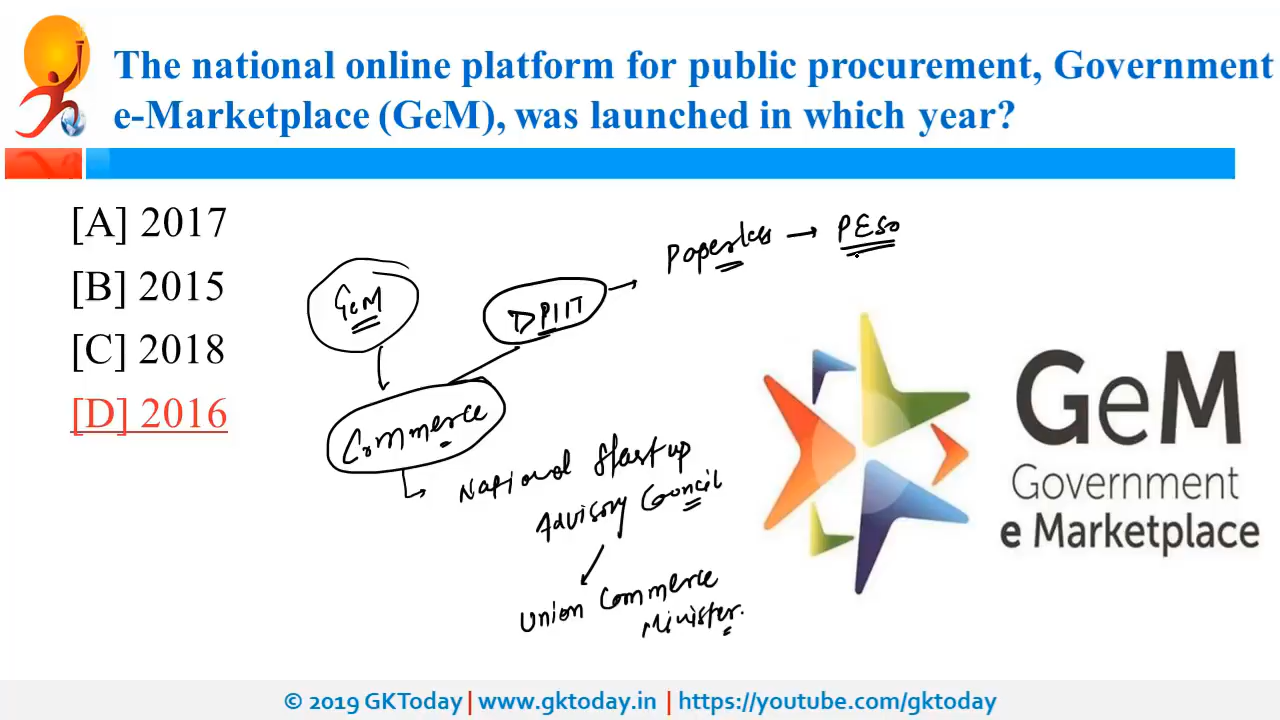 The national online platform for public procurement, Government
e-Marketplace (GeM), was launched in which year?
[A] 2017
[B] 2015
[C] 2018
[D] 2016
GeM
DPIIT
Paperless → PESO
Commerce
National Startup
Advisory Council
Union Commerce
Minister.
GeM
Government
e Marketplace
© 2019 GKToday | www.gktoday.in | https://youtube.com/gktoday